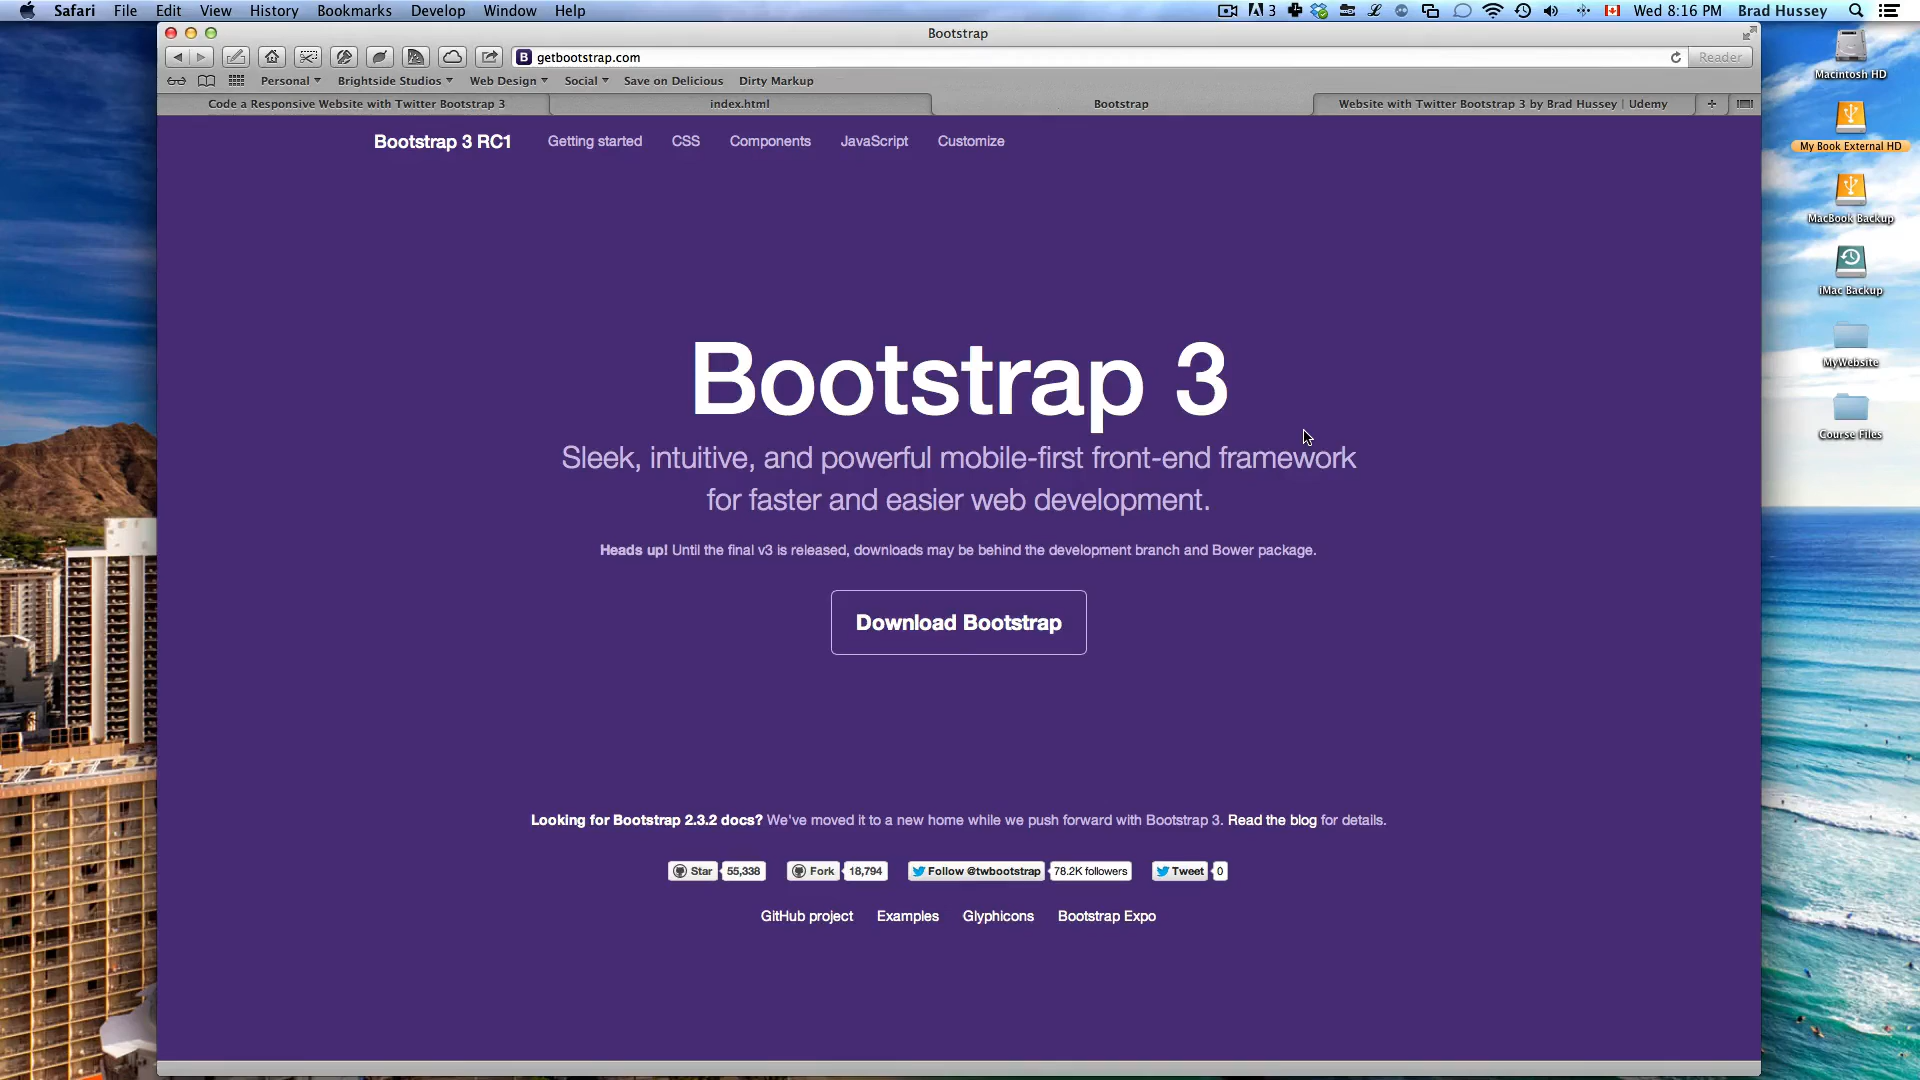 Safari File Edit View History Bookmarks Develop Window Help
3
Wed 8:16 PM Brad Hussey
Bootstrap
getbootstrap.com
Reader
Personal Brightside Studios Web Design Social Save on Delicious Dirty Markup
Code a Responsive Website with Twitter Bootstrap 3
index.html
Bootstrap
Website with Twitter Bootstrap 3 by Brad Hussey | Udemy
Bootstrap 3 RC1 Getting started CSS Components JavaScript Customize
Bootstrap 3
Sleek, intuitive, and powerful mobile-first front-end framework
for faster and easier web development.
Heads up! Until the final v3 is released, downloads may be behind the development branch and Bower package.
Download Bootstrap
Looking for Bootstrap 2.3.2 docs? We've moved it to a new home while we push forward with Bootstrap 3. Read the blog for details.
Star 55,338 Fork 18,794 Follow @twbootstrap 78.2K followers Tweet 0
GitHub project Examples Glyphicons Bootstrap Expo
Macintosh HD
My Book External HD
MacBook Backup
iMac Backup
MyWebsite
Course Files